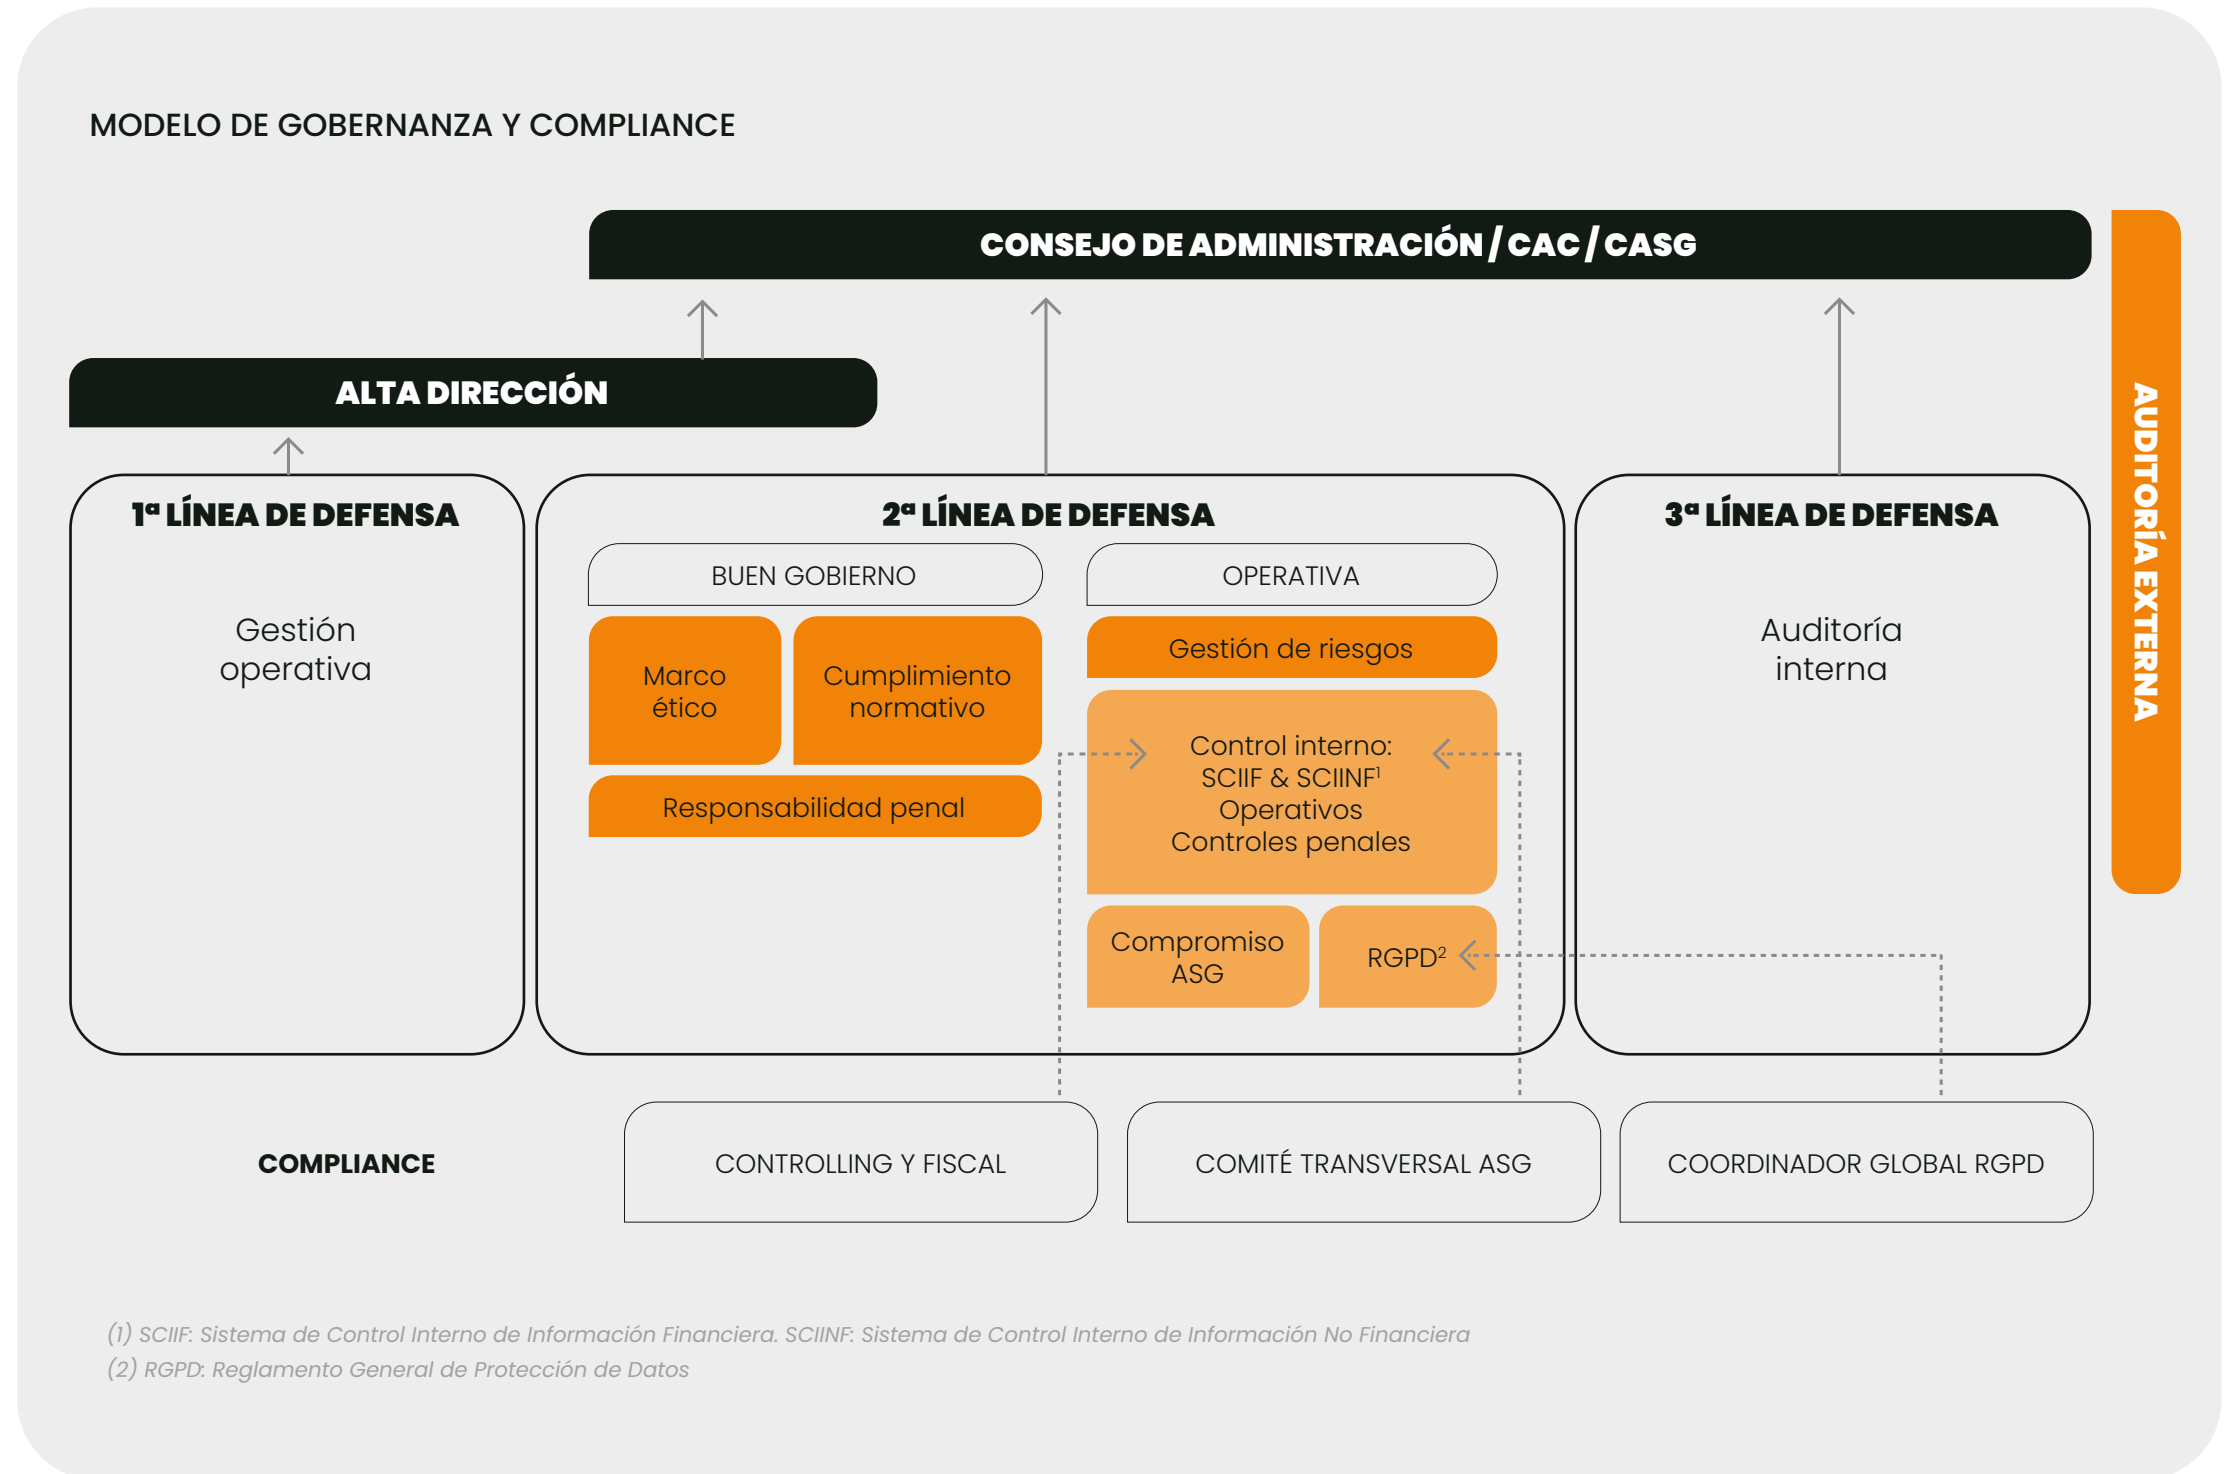 MODELO DE GOBERNANZA Y COMPLIANCE
CONSEJO DE ADMINISTRACIÓN / CAC / CASG
ALTA DIRECCIÓN
AUDITORÍA EXTERNA
1ª LÍNEA DE DEFENSA
Gestión
operativa
2ª LÍNEA DE DEFENSA
BUEN GOBIERNO
Marco
ético
Cumplimiento
normativo
Responsabilidad penal
OPERATIVA
Gestión de riesgos
Control interno:
SCIIF & SCIINF¹
Operativos
Controles penales
Compromiso
ASG
RGPD²
3ª LÍNEA DE DEFENSA
Auditoría
interna
COMPLIANCE
CONTROLLING Y FISCAL
COMITÉ TRANSVERSAL ASG
COORDINADOR GLOBAL RGPD
(1) SCIIF: Sistema de Control Interno de Información Financiera. SCIINF: Sistema de Control Interno de Información No Financiera
(2) RGPD: Reglamento General de Protección de Datos